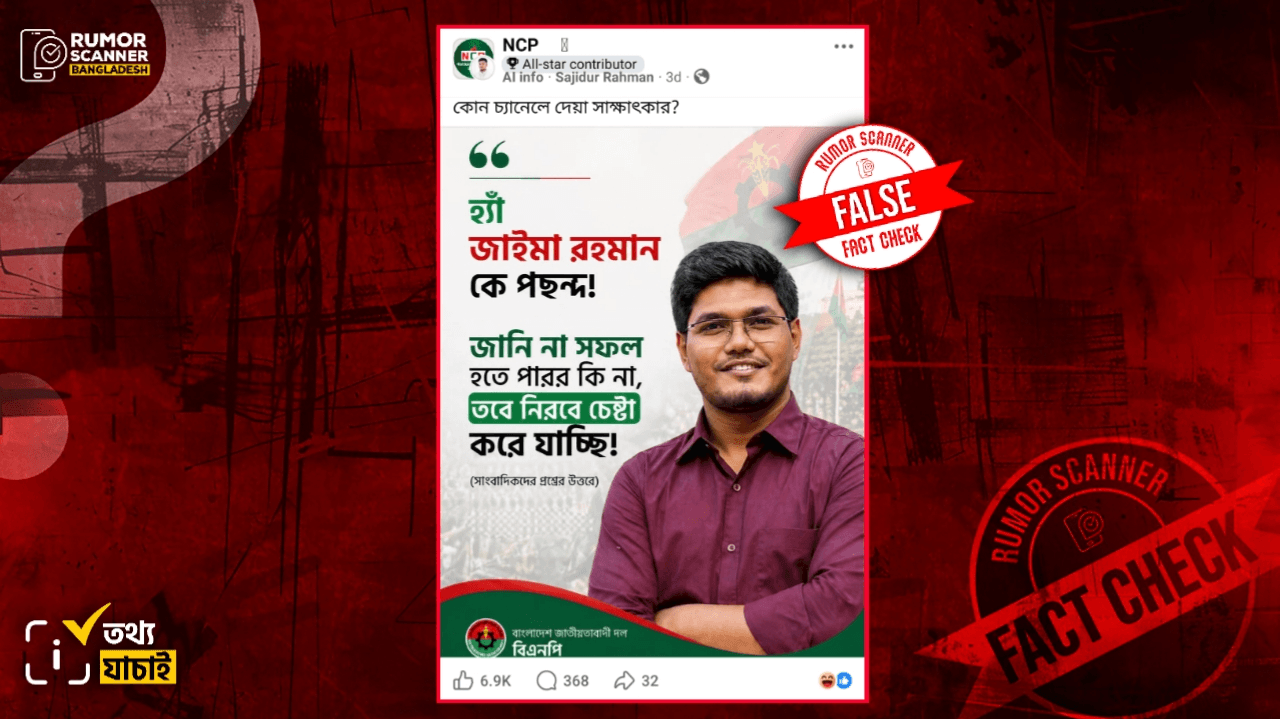 RUMOR
SCANNER
BANGLADESH
NCP
All-star contributor
AI info · Sajidur Rahman · 3d ·
কোন চ্যানেলে দেয়া সাক্ষাৎকার?
“
হ্যাঁ
জাইমা রহমান
কে পছন্দ!
জানি না সফল
হতে পারর কি না,
তবে নিরবে চেষ্টা
করে যাচ্ছি!
(সাংবাদিকদের প্রশ্নের উত্তরে)
বাংলাদেশ জাতীয়তাবাদী দল
বিএনপি
6.9K 368 32
RUMOR SCANNER
FALSE
FACT CHECK
RUMOR SCANNER
FACT CHECK
তথ্য
যাচাই